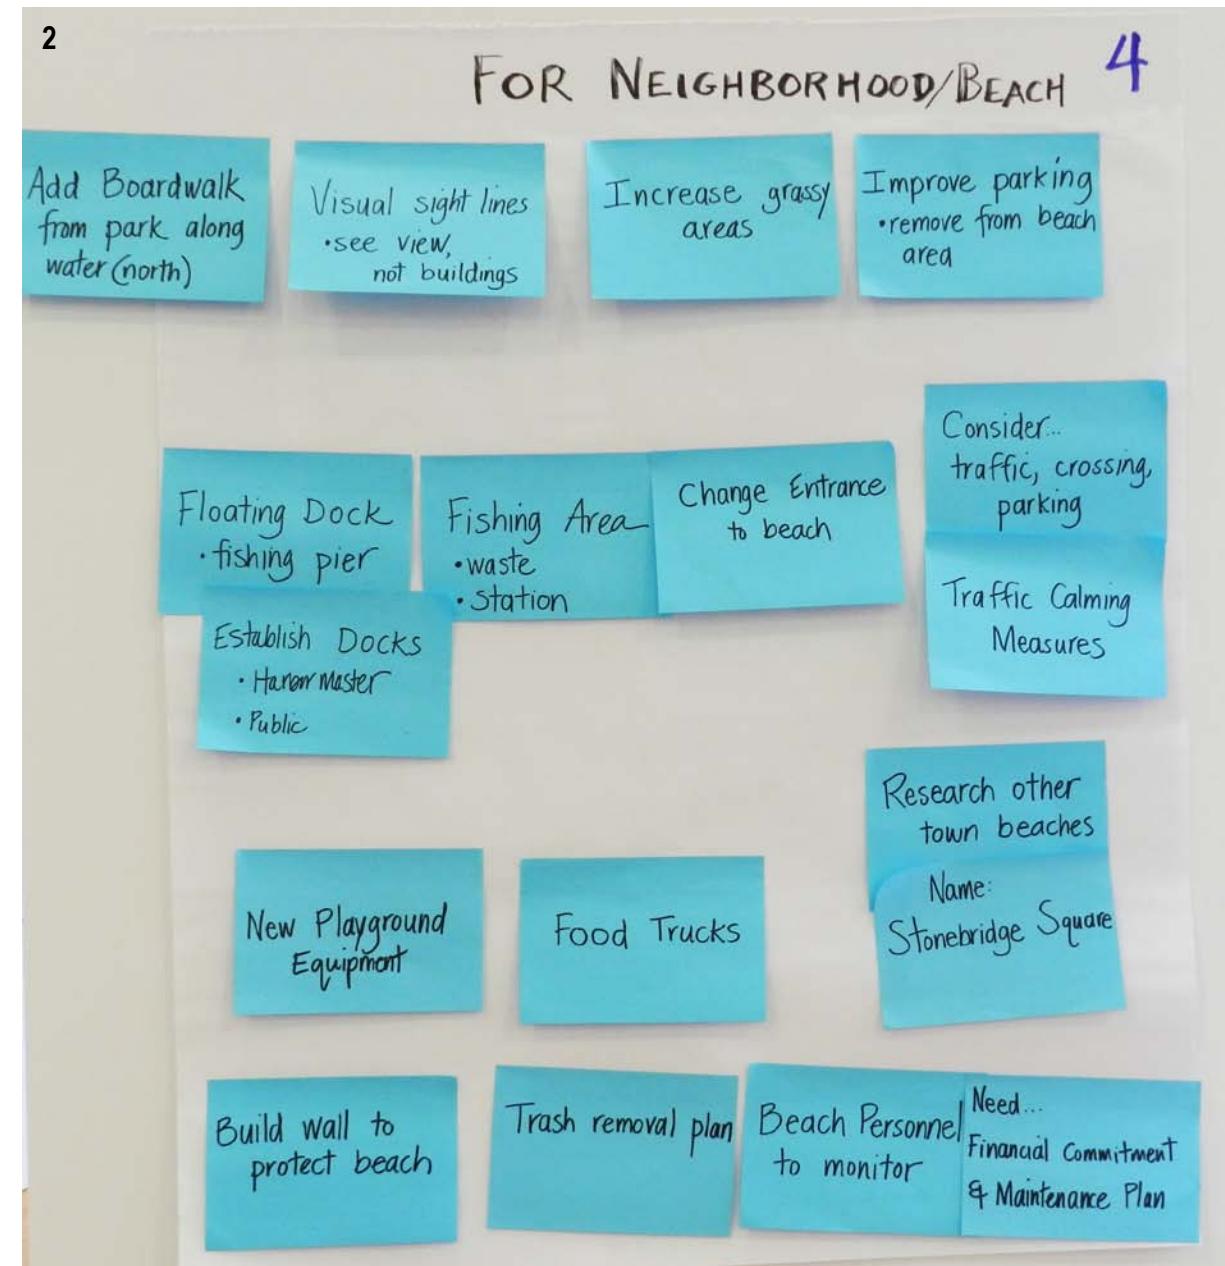 2
FOR NEIGHBORHOOD/BEACH 4
Add Boardwalk
from park along
water (north)
Visual sight lines
•see view,
not buildings
Increase grassy
areas
Improve parking
•remove from beach
area
Floating Dock
• fishing pier
Fishing Area
•waste
•Station
Change Entrance
to beach
Consider...
traffic, crossing,
parking
Traffic Calming
Measures
Establish Docks
• Master
• Public
Research other
town beaches
Name:
Stonebridge Square
New Playground
Equipment
Food Trucks
Build wall to
protect beach
Trash removal plan
Beach Personnel
to monitor
Need...
Financial Commitment
& Maintenance Plan